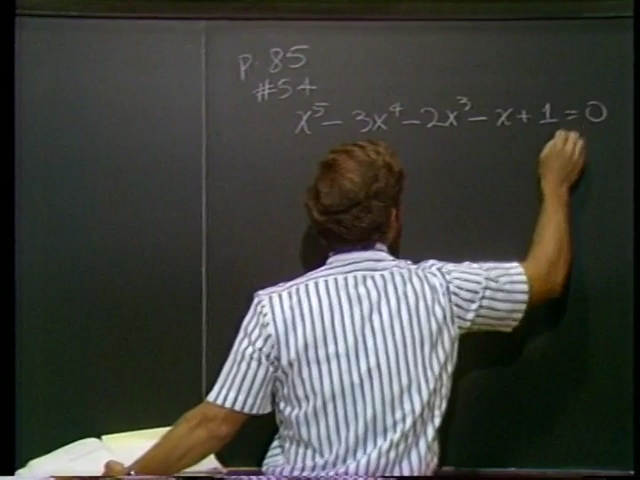 p. 85
#54
x⁵ - 3x⁴ - 2x³ - x + 1 = 0